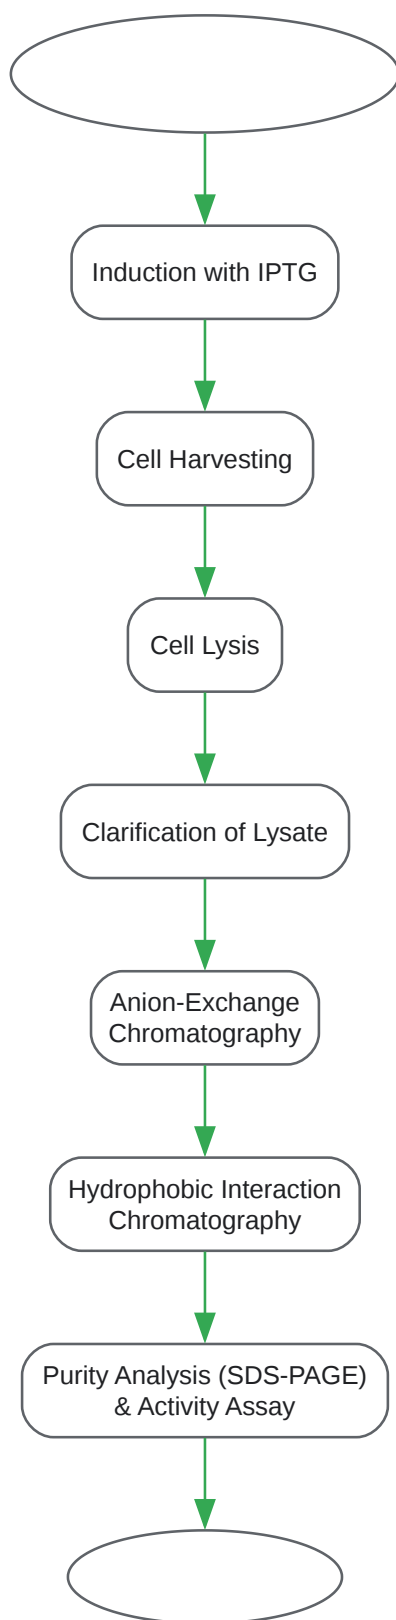 Induction with IPTG
Cell Harvesting
Cell Lysis
Clarification of Lysate
Anion-Exchange
Chromatography
Hydrophobic Interaction
Chromatography
Purity Analysis (SDS-PAGE)
& Activity Assay